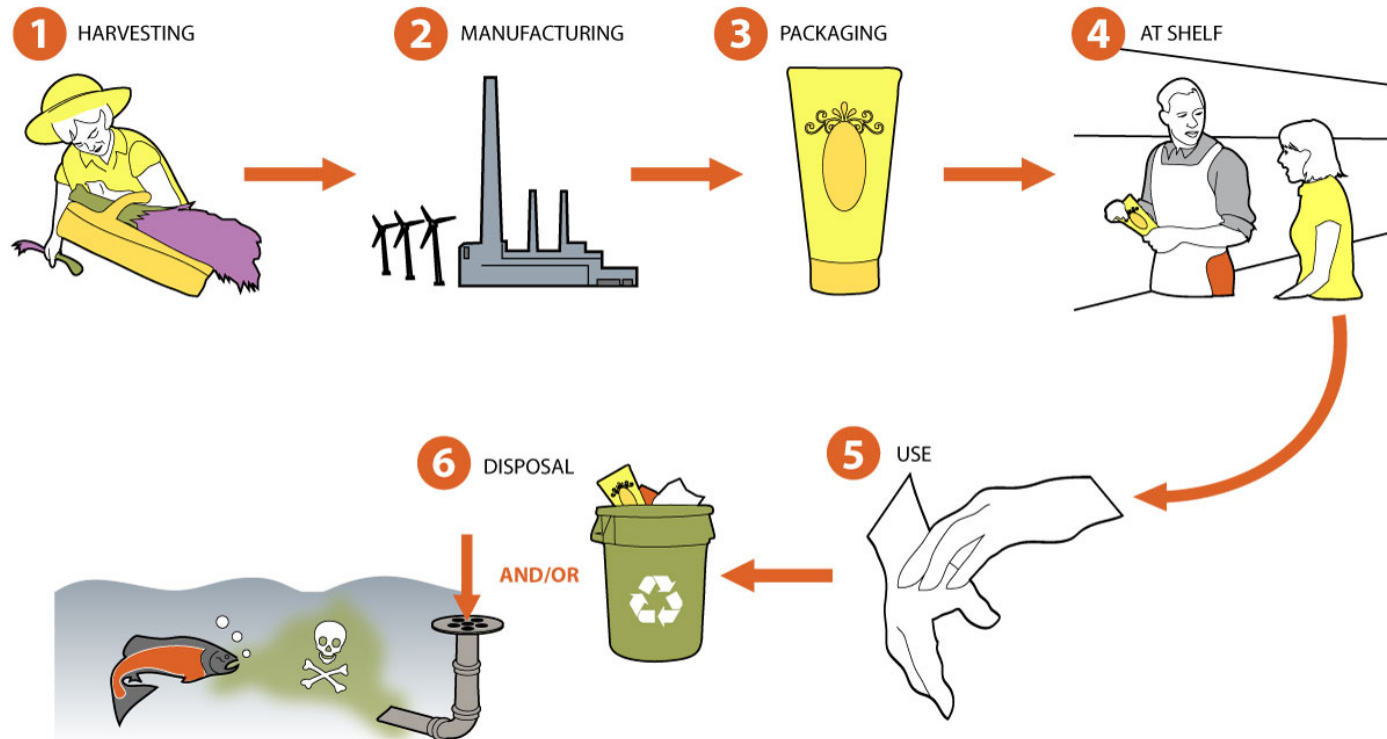 1 HARVESTING
2 MANUFACTURING
3 PACKAGING
4 AT SHELF
5 USE
6 DISPOSAL
AND/OR